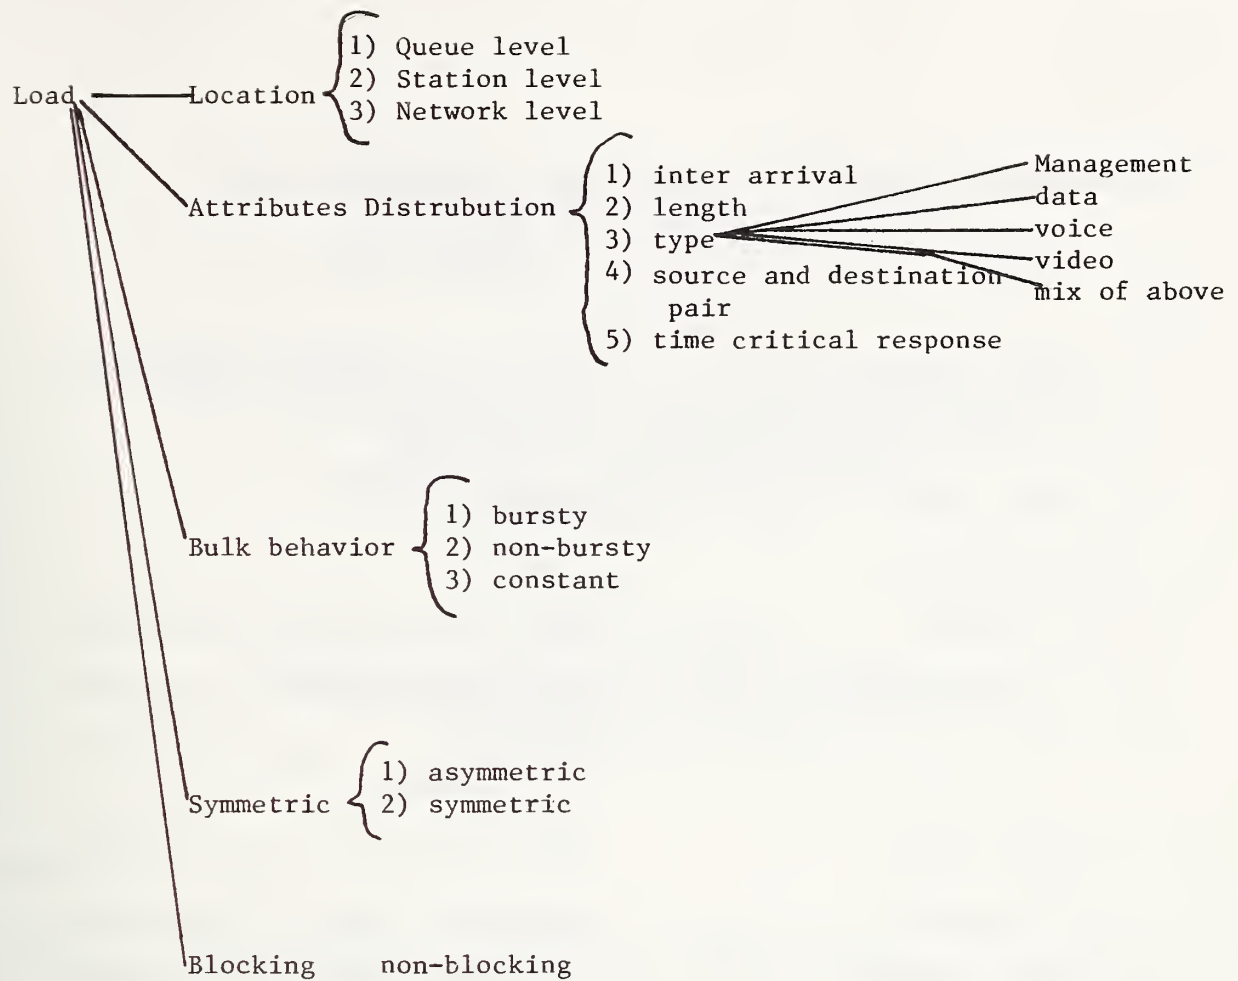 Load
Location
1) Queue level
2) Station level
3) Network level
Attributes Distrubution
1) inter arrival
2) length
3) type
4) source and destination
pair
5) time critical response
Management
data
voice
video
mix of above
Bulk behavior
1) bursty
2) non-bursty
3) constant
Symmetric
1) asymmetric
2) symmetric
Blocking non-blocking